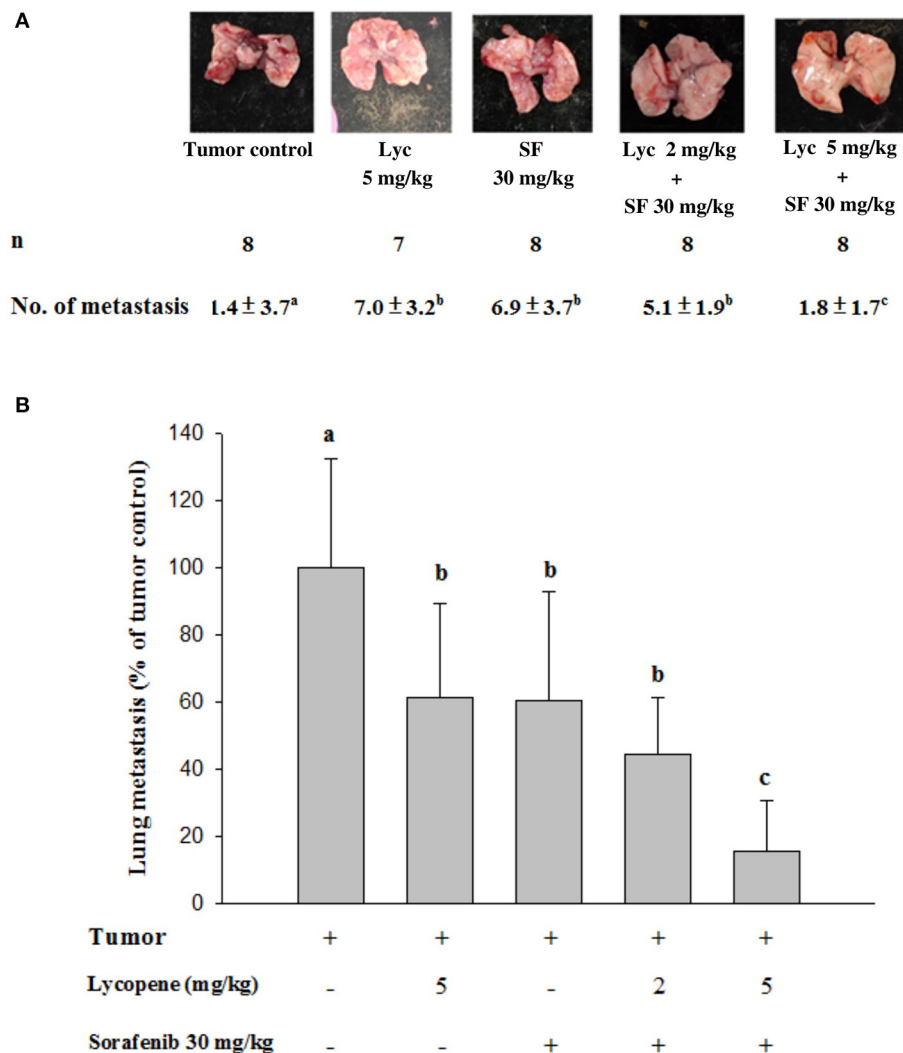 A
Tumor control
Lyc
5 mg/kg
SF
30 mg/kg
Lyc 2 mg/kg
+
SF 30 mg/kg
Lyc 5 mg/kg
+
SF 30 mg/kg
n 8 7 8 8 8
No. of metastasis 1.4 ± 3.7ᵃ 7.0 ± 3.2ᵇ 6.9 ± 3.7ᵇ 5.1 ± 1.9ᵇ 1.8 ± 1.7ᶜ
B
Lung metastasis (% of tumor control)
140
120
100
80
60
40
20
0
a
b
b
b
c
Tumor + + + + +
Lycopene (mg/kg) - 5 - 2 5
Sorafenib 30 mg/kg - - + + +